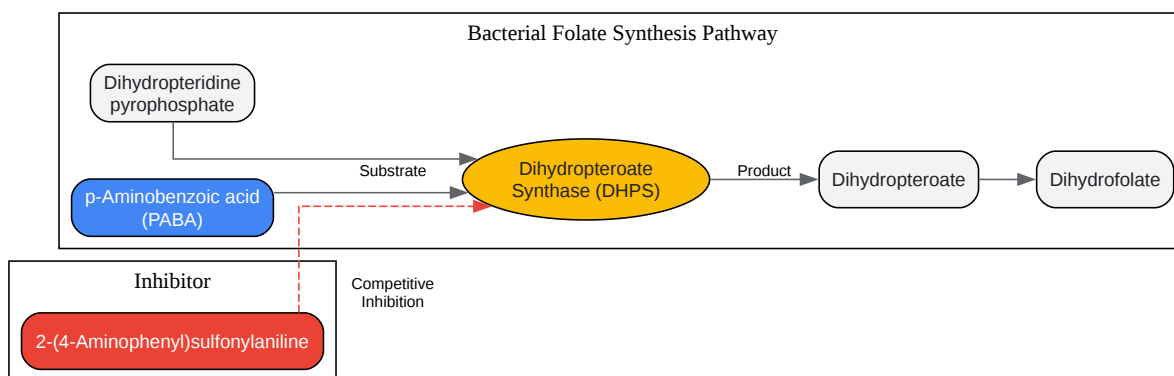 Bacterial Folate Synthesis Pathway
Dihydropteridine
pyrophosphate
Substrate
p-Aminobenzoic acid
(PABA)
Dihydropteroate
Synthase (DHPS)
Product
Dihydropteroate
Dihydrofolate
Inhibitor
Competitive
Inhibition
2-(4-Aminophenyl)sulfonylaniline